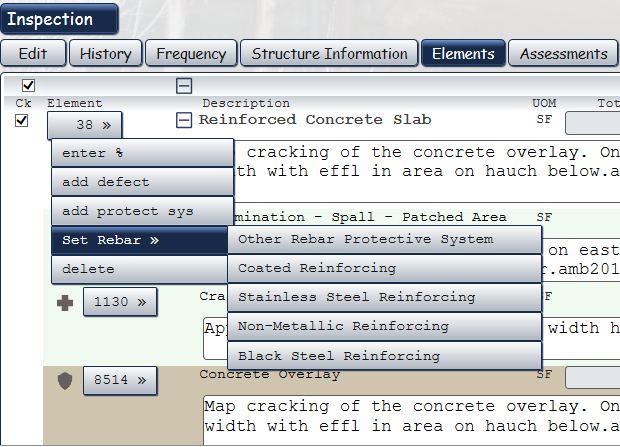 Inspection
Edit History Frequency Structure Information Elements Assessments
Ck Element Description UOM Tot
38 » Reinforced Concrete Slab SF
enter %
cracking of the concrete overlay. On
add defect
with effl in area on hauch below.a
add protect sys
mination - Spall - Patched Area SF
Set Rebar » Other Rebar Protective System
on east
delete Coated Reinforcing
r.amb201
1130 » Cra Stainless Steel Reinforcing
Non-Metallic Reinforcing
width h
Black Steel Reinforcing
8514 » Concrete Overlay SF
Map cracking of the concrete overlay. On
width with effl in area on hauch below.a